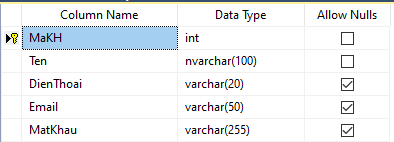 Column Name Data Type Allow Nulls
MaKH int
Ten nvarchar(100)
DienThoai varchar(20)
Email varchar(50)
MatKhau varchar(255)